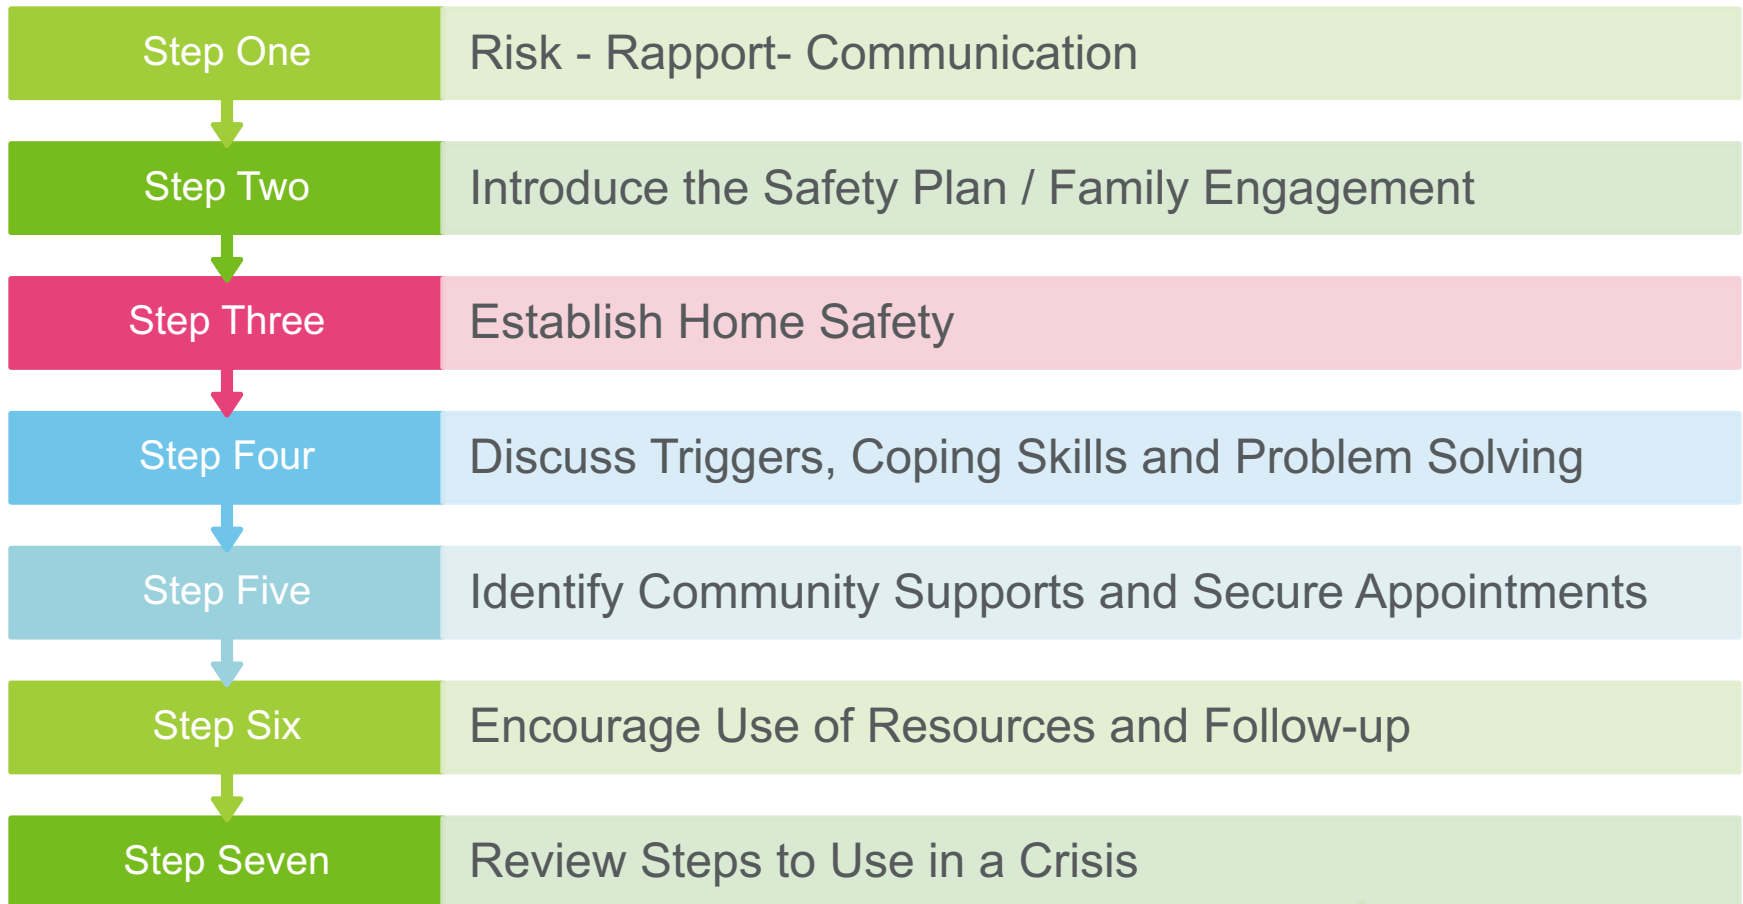 Step One
Risk - Rapport- Communication
Step Two
Introduce the Safety Plan / Family Engagement
Step Three
Establish Home Safety
Step Four
Discuss Triggers, Coping Skills and Problem Solving
Step Five
Identify Community Supports and Secure Appointments
Step Six
Encourage Use of Resources and Follow-up
Step Seven
Review Steps to Use in a Crisis